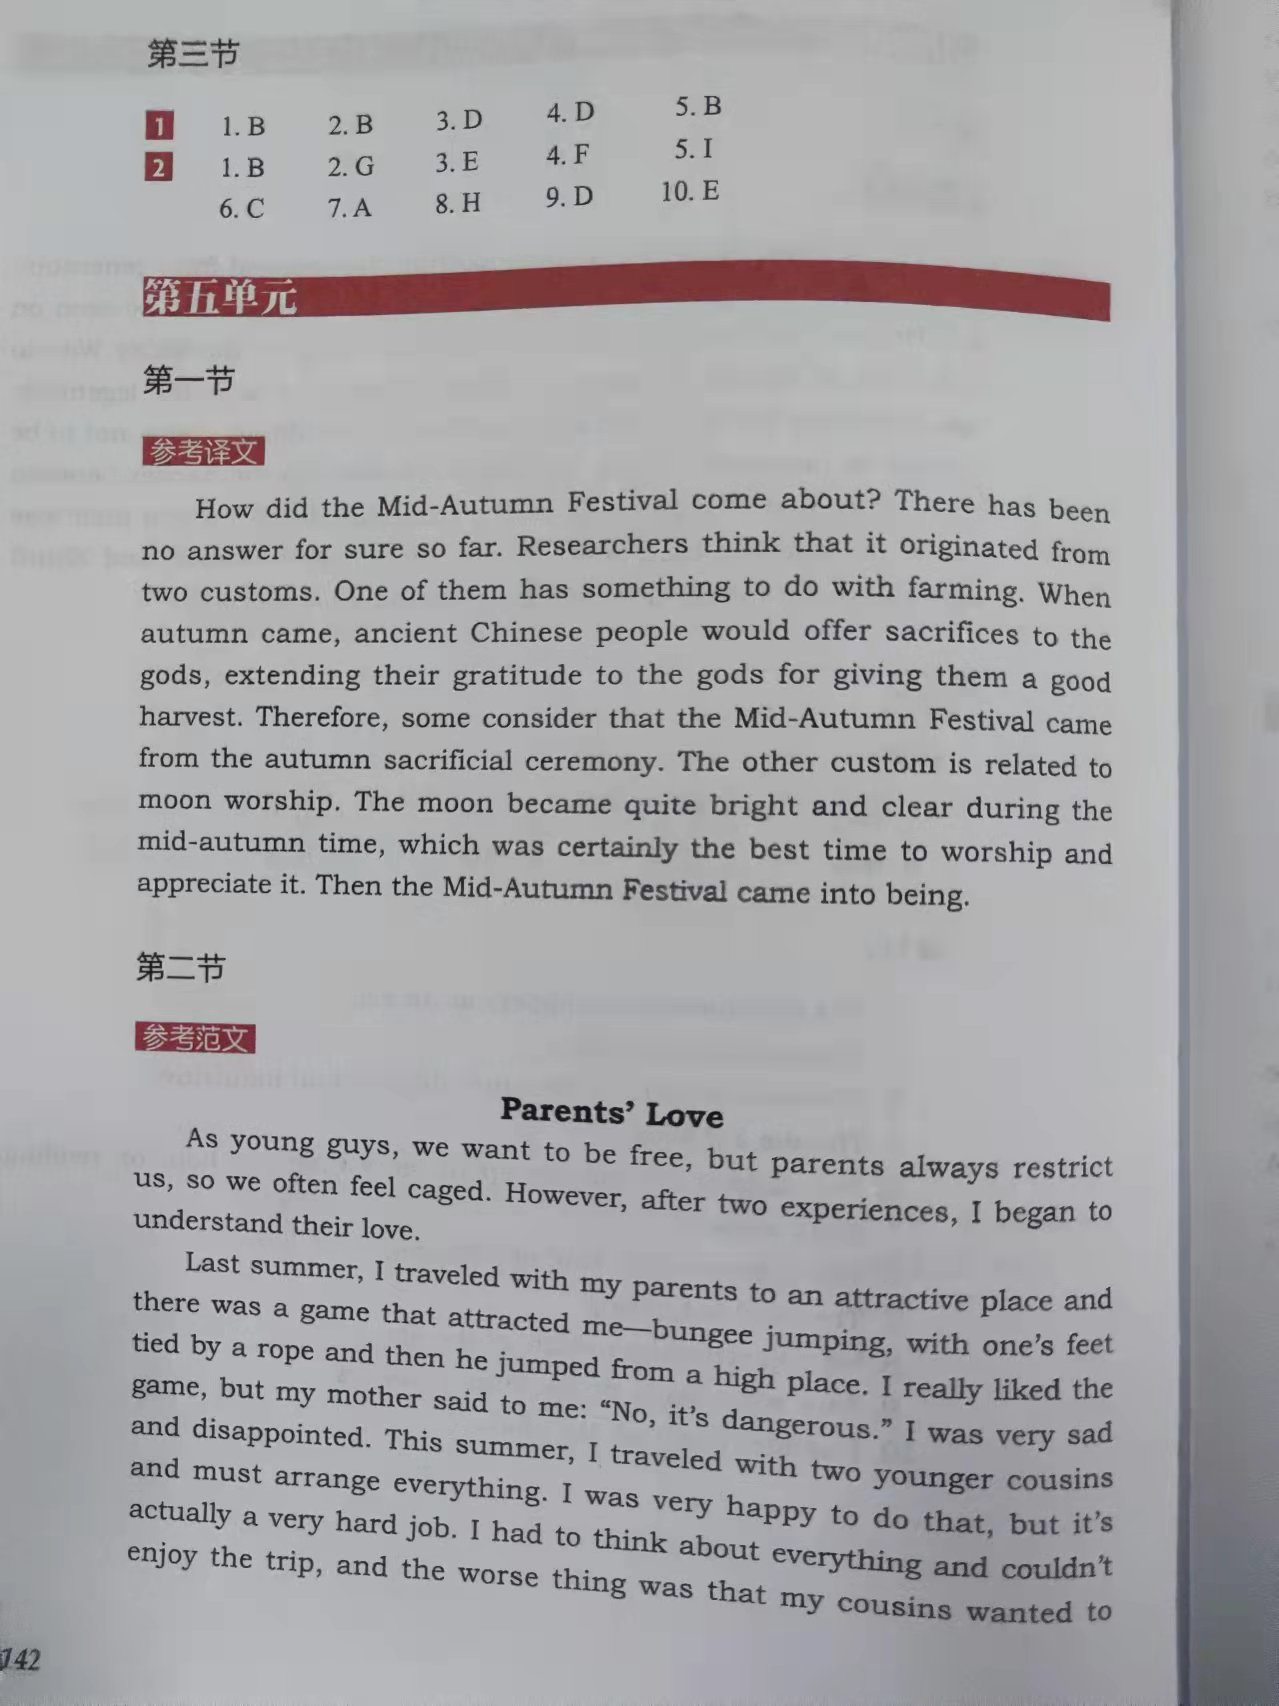 第三节
1 1. B 2. B 3. D 4. D 5. B
2 1. B 2. G 3. E 4. F 5. I
6. C 7. A 8. H 9. D 10. E
第五单元
第一节
参考译文
How did the Mid-Autumn Festival come about? There has been
no answer for sure so far. Researchers think that it originated from
two customs. One of them has something to do with farming. When
autumn came, ancient Chinese people would offer sacrifices to the
gods, extending their gratitude to the gods for giving them a good
harvest. Therefore, some consider that the Mid-Autumn Festival came
from the autumn sacrificial ceremony. The other custom is related to
moon worship. The moon became quite bright and clear during the
mid-autumn time, which was certainly the best time to worship and
appreciate it. Then the Mid-Autumn Festival came into being.
第二节
参考范文
Parents' Love
As young guys, we want to be free, but parents always restrict
us, so we often feel caged. However, after two experiences, I began to
understand their love.
Last summer, I traveled with my parents to an attractive place and
there was a game that attracted me—bungee jumping, with one's feet
tied by a rope and then he jumped from a high place. I really liked the
game, but my mother said to me: "No, it's dangerous." I was very sad
and disappointed. This summer, I traveled with two younger cousins
and must arrange everything. I was very happy to do that, but it's
actually a very hard job. I had to think about everything and couldn't
enjoy the trip, and the worse thing was that my cousins wanted to
142